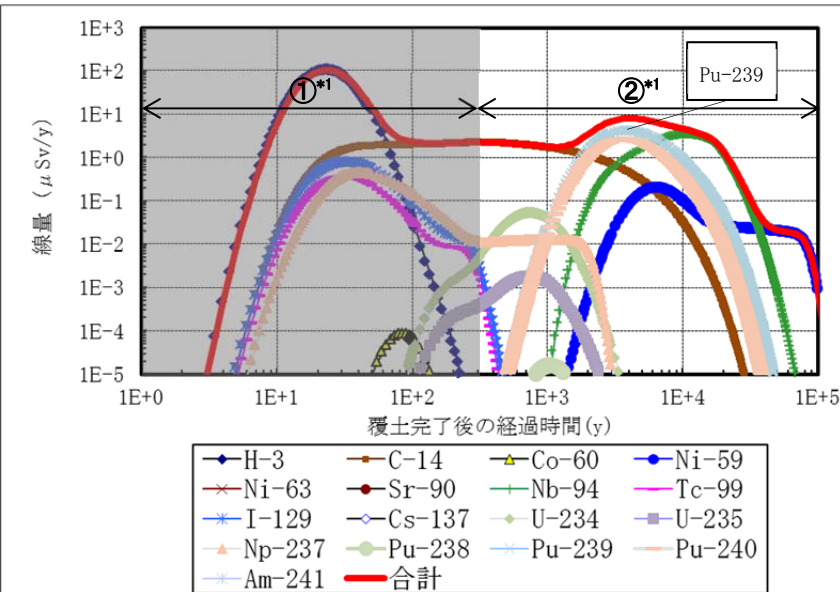 1E+3
1E+2
1E+1
1E+0
1E-1
1E-2
1E-3
1E-4
1E-5
線量 (μSv/y)
①*1
②*1
Pu-239
1E+0 1E+1 1E+2 1E+3 1E+4 1E+5
覆土完了後の経過時間(y)
H-3 C-14 Co-60 Ni-59
Ni-63 Sr-90 Nb-94 Tc-99
I-129 Cs-137 U-234 U-235
Np-237 Pu-238 Pu-239 Pu-240
Am-241 合計